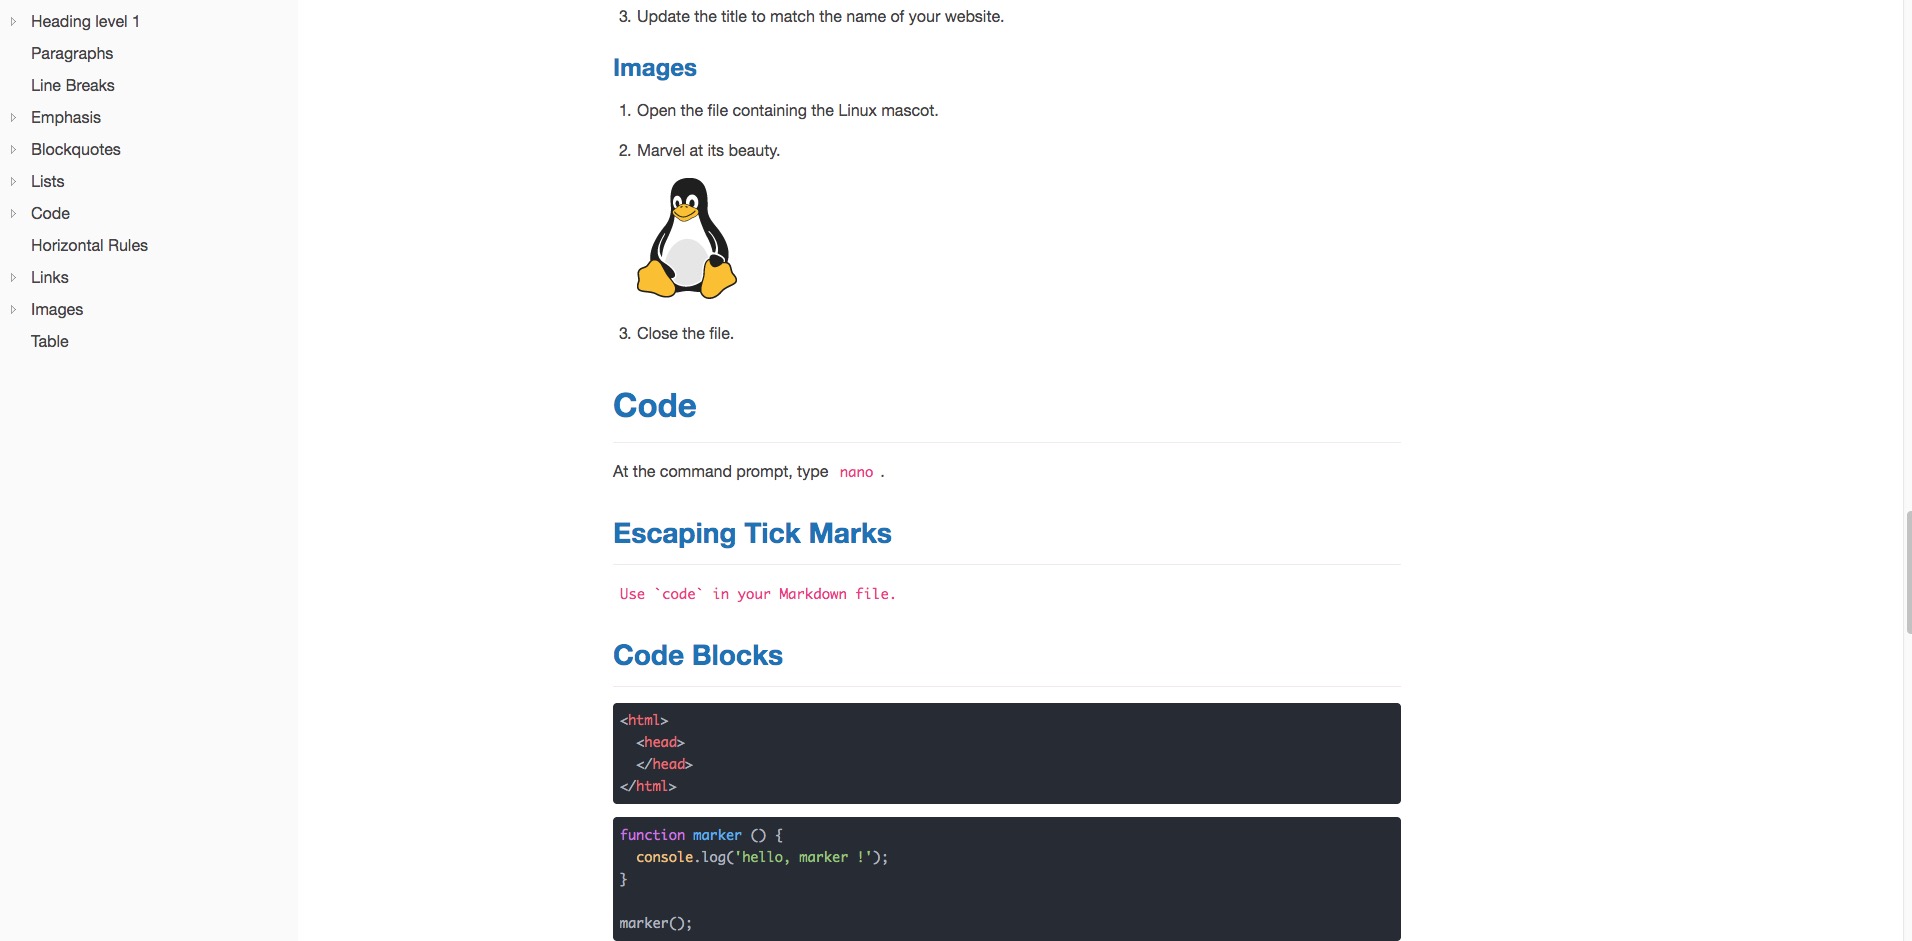 Heading level 1
Paragraphs
Line Breaks
Emphasis
Blockquotes
Lists
Code
Horizontal Rules
Links
Images
Table
3. Update the title to match the name of your website.
Images
1. Open the file containing the Linux mascot.
2. Marvel at its beauty.
3. Close the file.
Code
At the command prompt, type nano .
Escaping Tick Marks
Use `code` in your Markdown file.
Code Blocks
<html>
  <head>
  </head>
</html>
function marker () {
  console.log('hello, marker !');
}
marker();